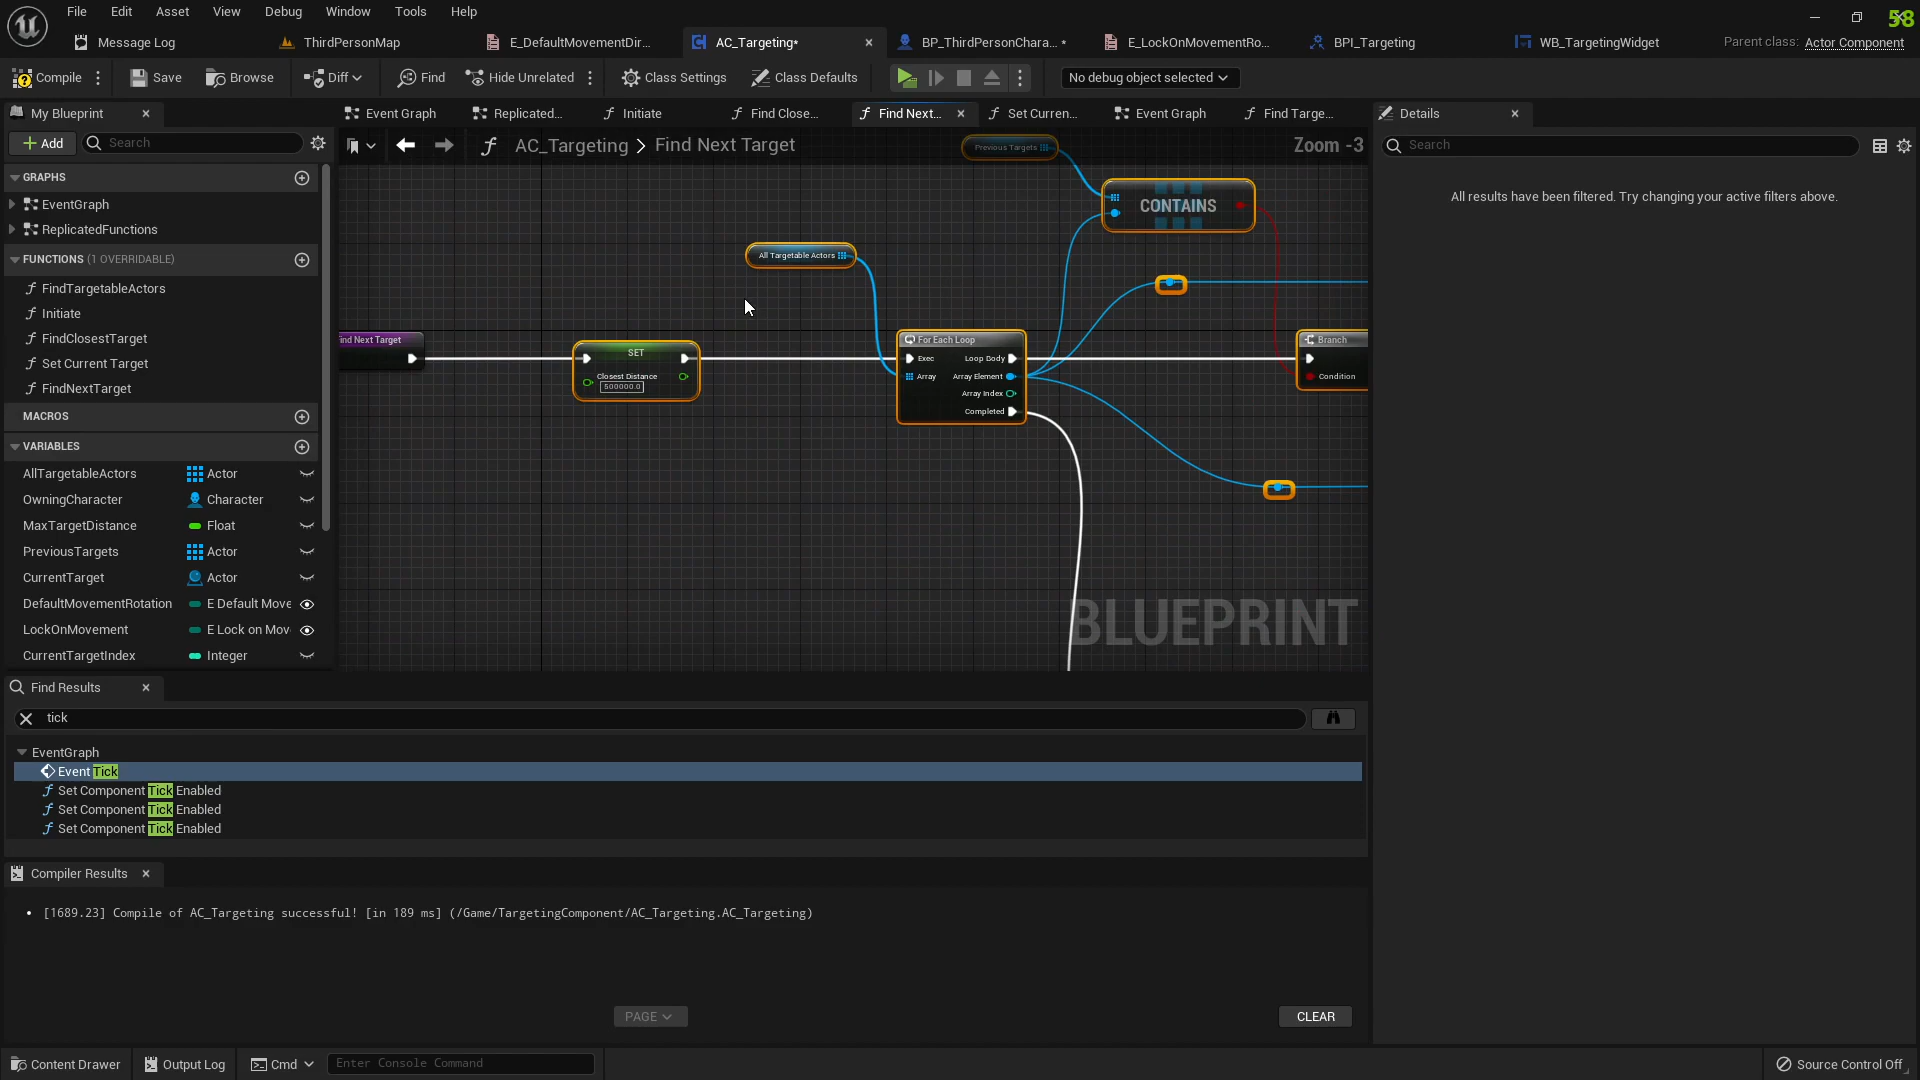 File Edit Asset View Debug Window Tools Help
58
Message Log
ThirdPersonMap
E_DefaultMovementDir...
AC_Targeting*
BP_ThirdPersonChara... *
E_LockOnMovementRo...
BPI_Targeting
WB_TargetingWidget
Parent class: Actor Component
Compile
Save
Browse
Diff
Find
Hide Unrelated
Class Settings
Class Defaults
No debug object selected
My Blueprint
Event Graph
Replicated...
Initiate
Find Close...
Find Next...
Set Curren...
Event Graph
Find Targe...
Details
Add
Search
AC_Targeting > Find Next Target
Zoom -3
Search
All results have been filtered. Try changing your active filters above.
GRAPHS
EventGraph
ReplicatedFunctions
FUNCTIONS (1 OVERRIDABLE)
FindTargetableActors
Initiate
FindClosestTarget
Set Current Target
FindNextTarget
MACROS
VARIABLES
AllTargetableActors Actor
OwningCharacter Character
MaxTargetDistance Float
PreviousTargets Actor
CurrentTarget Actor
DefaultMovementRotation E Default Move
LockOnMovement E Lock on Mov
CurrentTargetIndex Integer
Previous Targets
CONTAINS
All Targetable Actors
ind Next Target
SET
Closest Distance
500000.0
For Each Loop
Exec Loop Body
Array Array Element
Array Index
Completed
Branch
Condition
BLUEPRINT
Find Results
tick
EventGraph
Event Tick
Set Component Tick Enabled
Set Component Tick Enabled
Set Component Tick Enabled
Compiler Results
[1689.23] Compile of AC_Targeting successful! [in 189 ms] (/Game/TargetingComponent/AC_Targeting.AC_Targeting)
PAGE
CLEAR
Content Drawer
Output Log
Cmd
Enter Console Command
Source Control Off